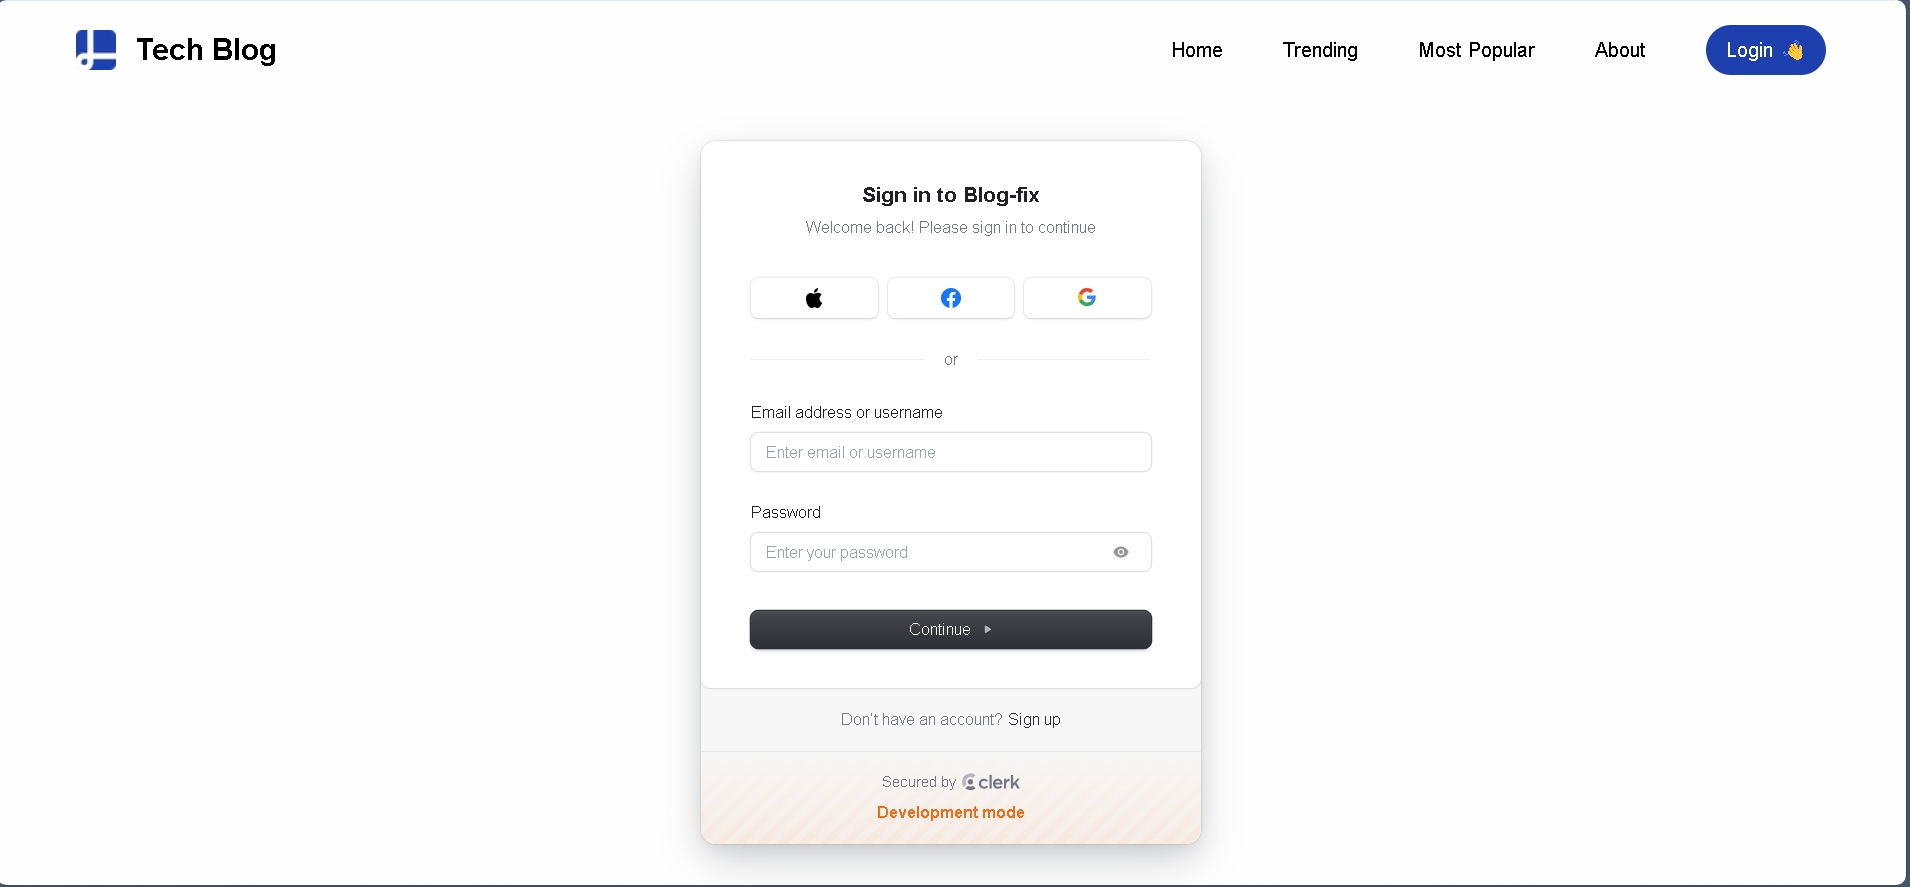 Tech Blog
Home Trending Most Popular About Login 👋
Sign in to Blog-fix
Welcome back! Please sign in to continue
or
Email address or username
Enter email or username
Password
Enter your password
Continue
Don't have an account? Sign up
Secured by clerk
Development mode